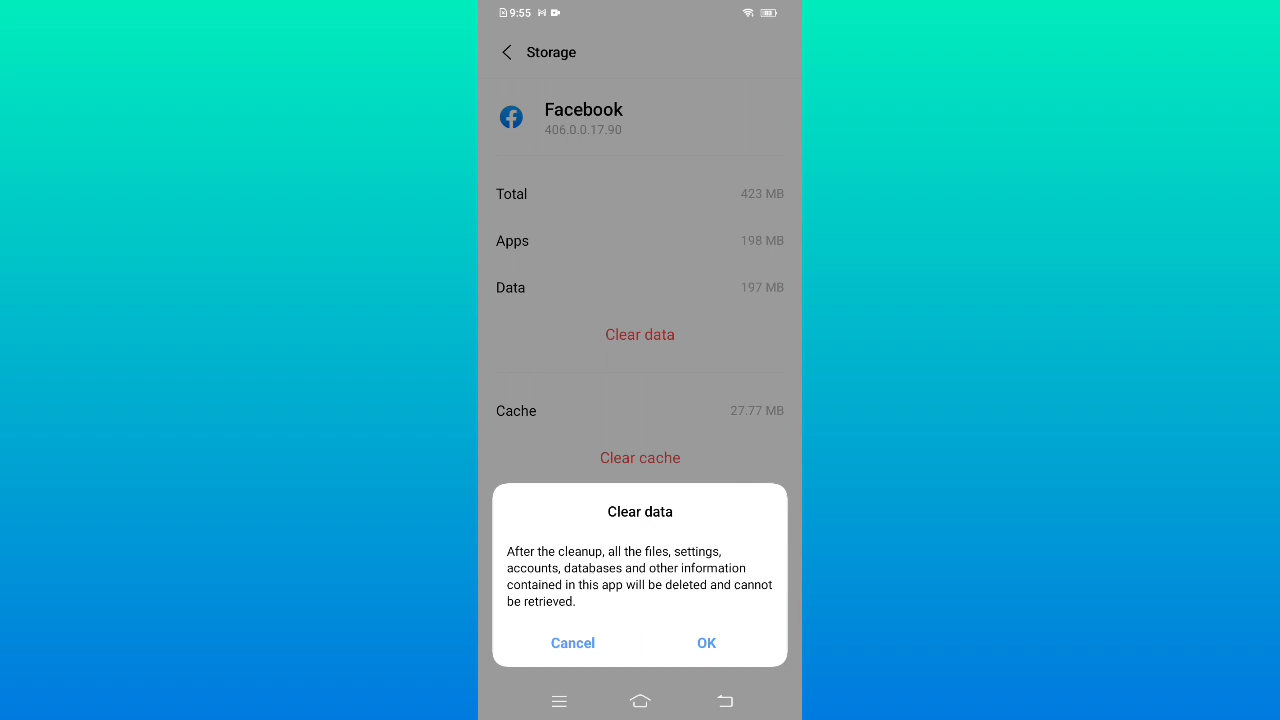 9:55
Storage
Facebook
406.0.0.17.90
Total 423 MB
Apps 198 MB
Data 197 MB
Clear data
Cache 27.77 MB
Clear cache
Clear data
After the cleanup, all the files, settings,
accounts, databases and other information
contained in this app will be deleted and cannot
be retrieved.
Cancel OK